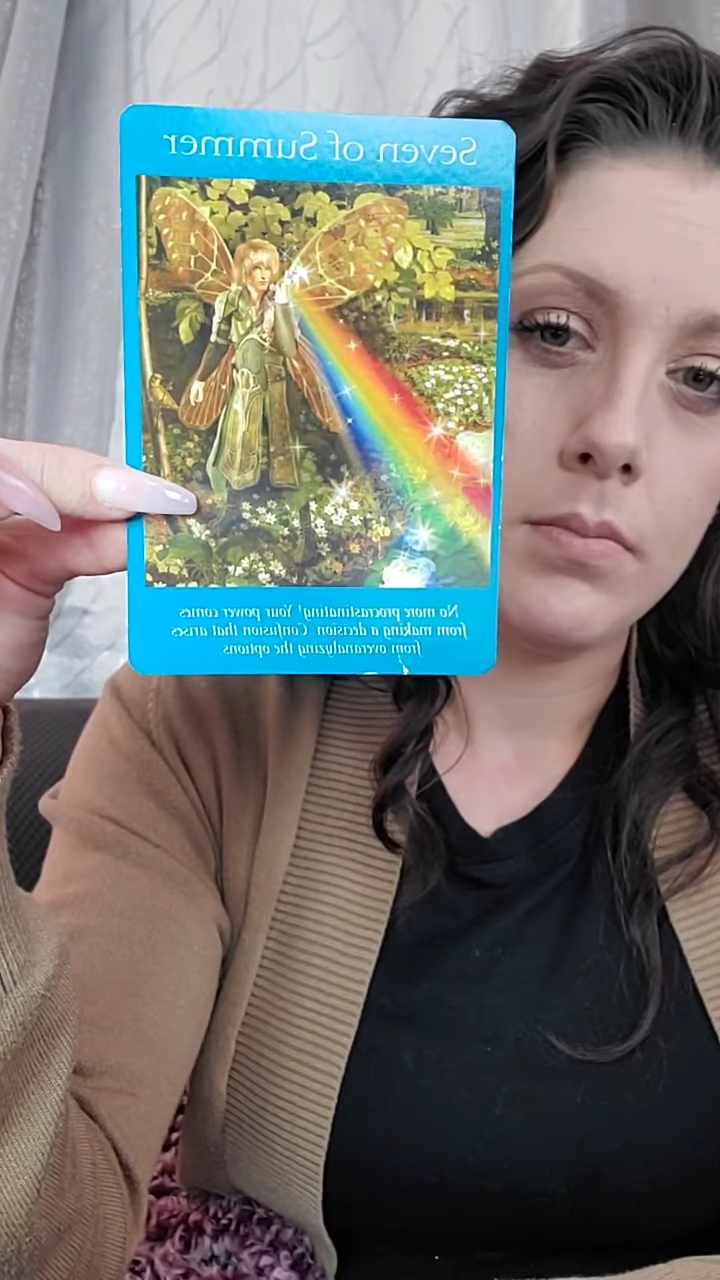 Seven of Summer
No more procrastinating! Your power comes
from making a decision Confusion that arises
from overanalyzing the options